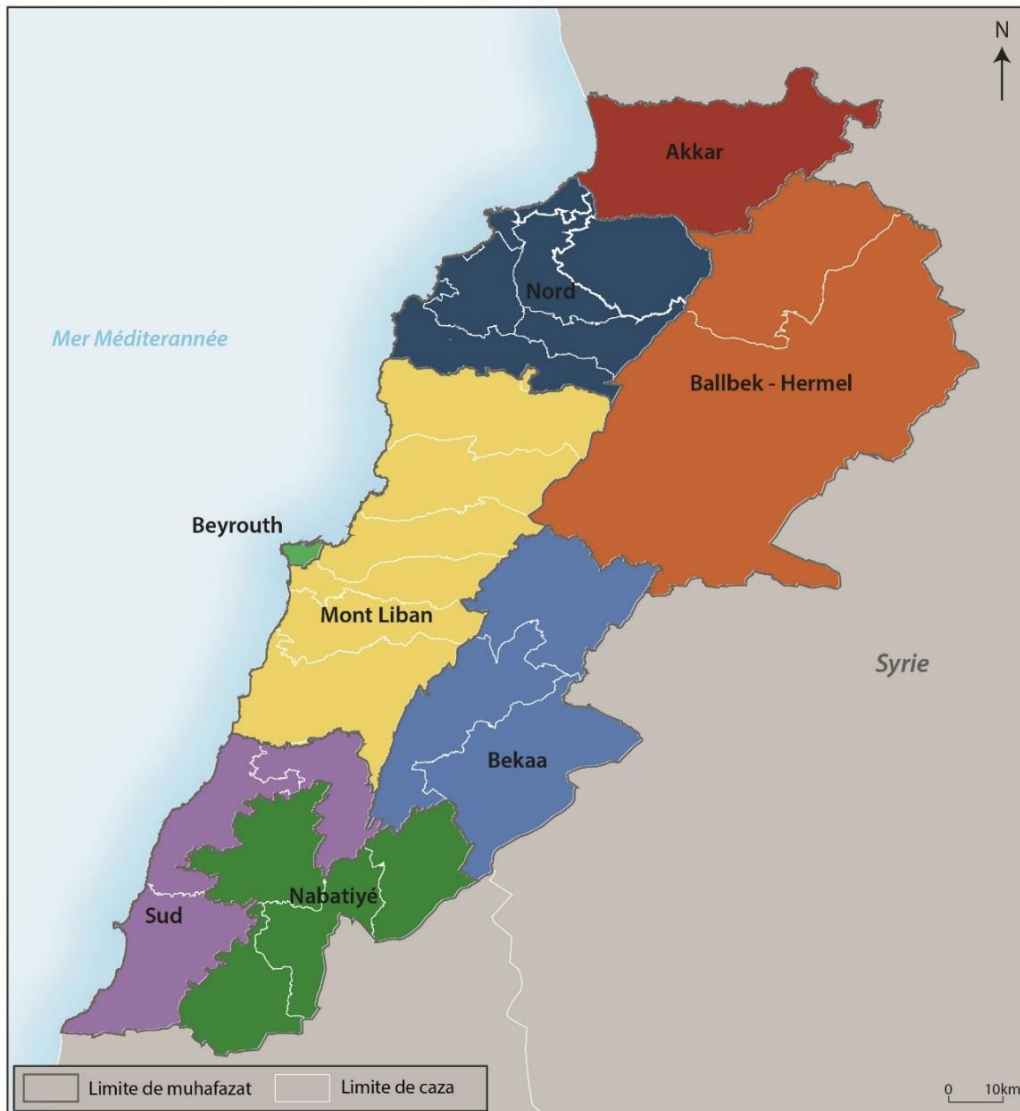 N
Akkar
Nord
Mer Méditerannée
Ballbek - Hermel
Beyrouth
Mont Liban
Syrie
Bekaa
Nabatiyé
Sud
Limite de muhafazat
Limite de caza
0 10km